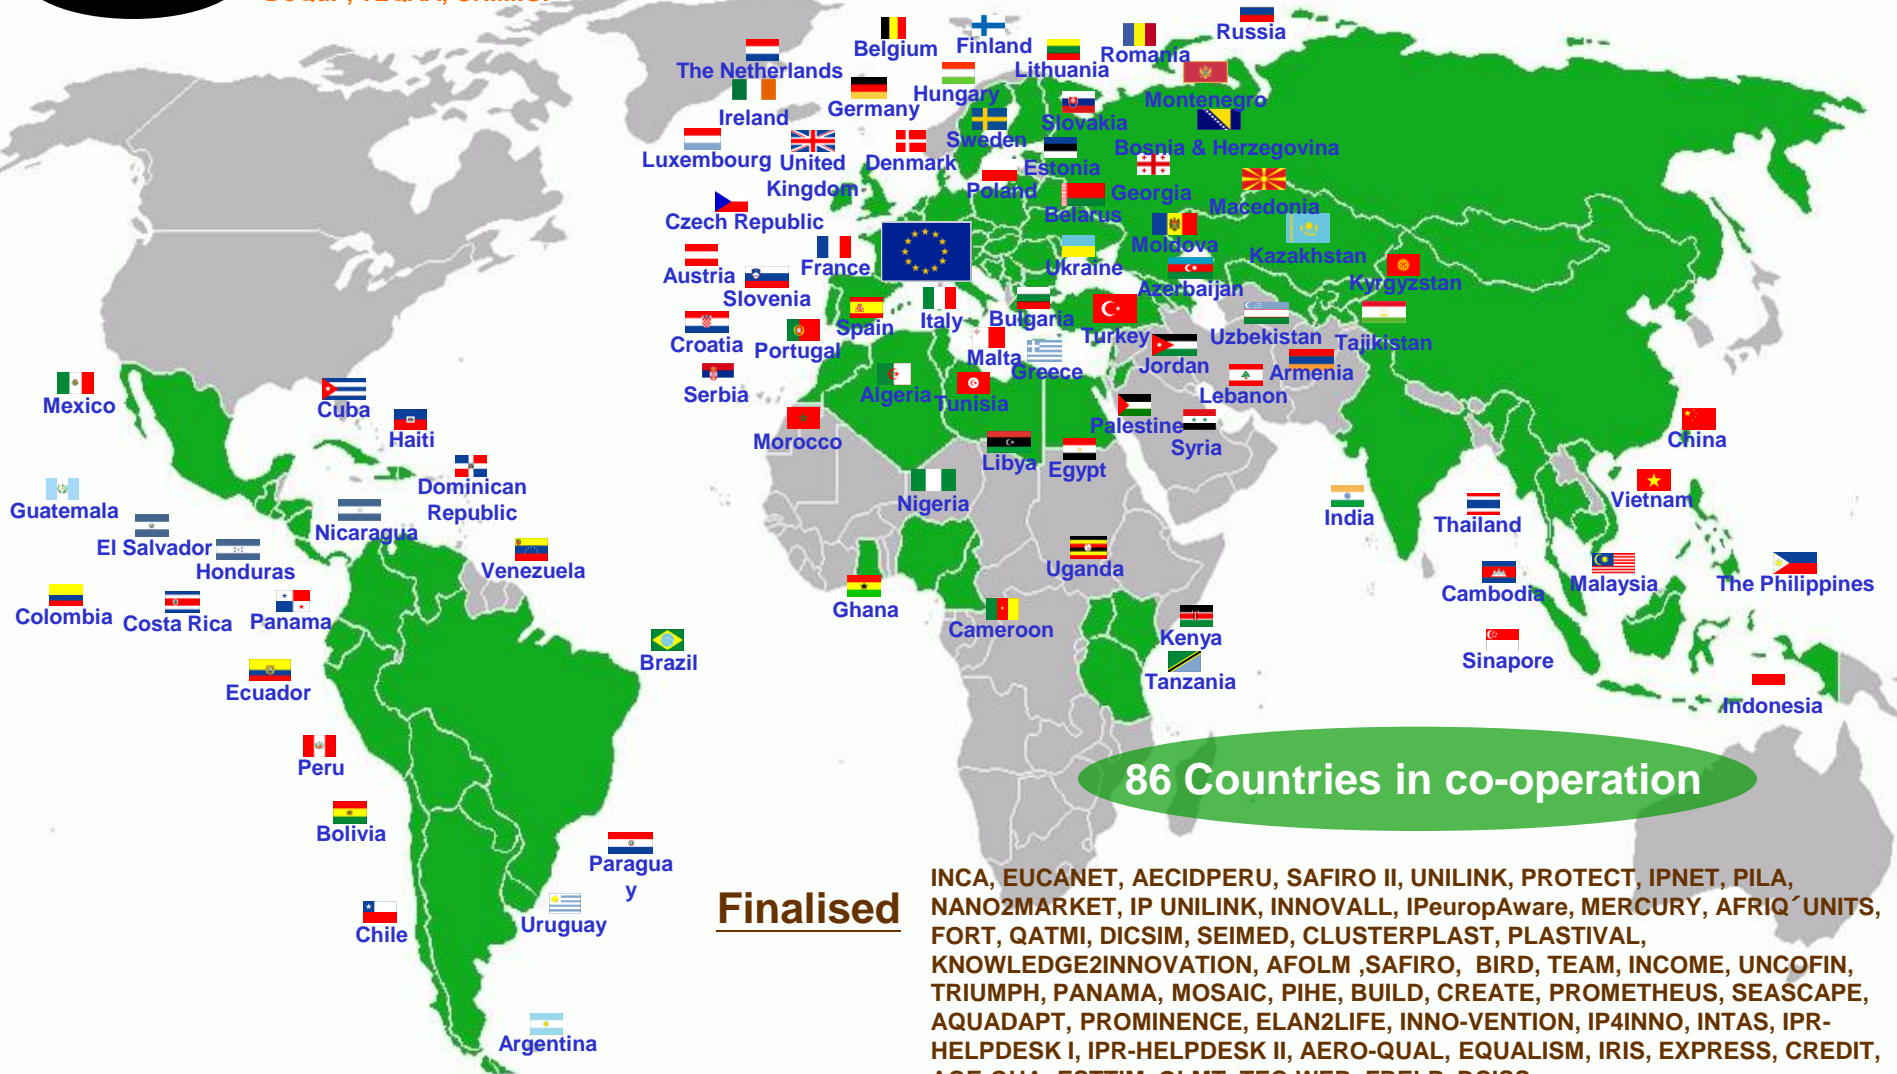 Russia
Belgium
Finland
Romania
The Netherlands
Lithuania
Hungary
Montenegro
Germany
Ireland
Slovakia
Sweden
Bosnia & Herzegovina
Luxembourg
United
Kingdom
Denmark
Estonia
Poland
Georgia
Macedonia
Belarus
Czech Republic
Moldova
Kazakhstan
Austria
France
Ukraine
Kyrgyzstan
Slovenia
Azerbaijan
Spain
Italy
Bulgaria
Turkey
Uzbekistan
Tajikistan
Croatia
Portugal
Malta
Greece
Jordan
Armenia
Serbia
Algeria
Tunisia
Lebanon
Mexico
Cuba
Haiti
Morocco
Palestine
Syria
China
Libya
Egypt
Dominican
Republic
Guatemala
Nicaragua
Nigeria
India
Thailand
Vietnam
El Salvador
Honduras
Venezuela
Uganda
Cambodia
Malaysia
The Philippines
Colombia
Costa Rica
Panama
Ghana
Cameroon
Kenya
Brazil
Sinapore
Ecuador
Tanzania
Indonesia
Peru
86 Countries in co-operation
Bolivia
Paragua
y
Uruguay
Chile
Argentina
Finalised
INCA, EUCANET, AECIDPERU, SAFIRO II, UNILINK, PROTECT, IPNET, PILA,
NANO2MARKET, IP UNILINK, INNOVALL, IPeuropAware, MERCURY, AFRIQ´UNITS,
FORT, QATMI, DICSIM, SEIMED, CLUSTERPLAST, PLASTIVAL,
KNOWLEDGE2INNOVATION, AFOLM ,SAFIRO, BIRD, TEAM, INCOME, UNCOFIN,
TRIUMPH, PANAMA, MOSAIC, PIHE, BUILD, CREATE, PROMETHEUS, SEASCAPE,
AQUADAPT, PROMINENCE, ELAN2LIFE, INNO-VENTION, IP4INNO, INTAS, IPR-
HELPDESK I, IPR-HELPDESK II, AERO-QUAL, EQUALISM, IRIS, EXPRESS, CREDIT,